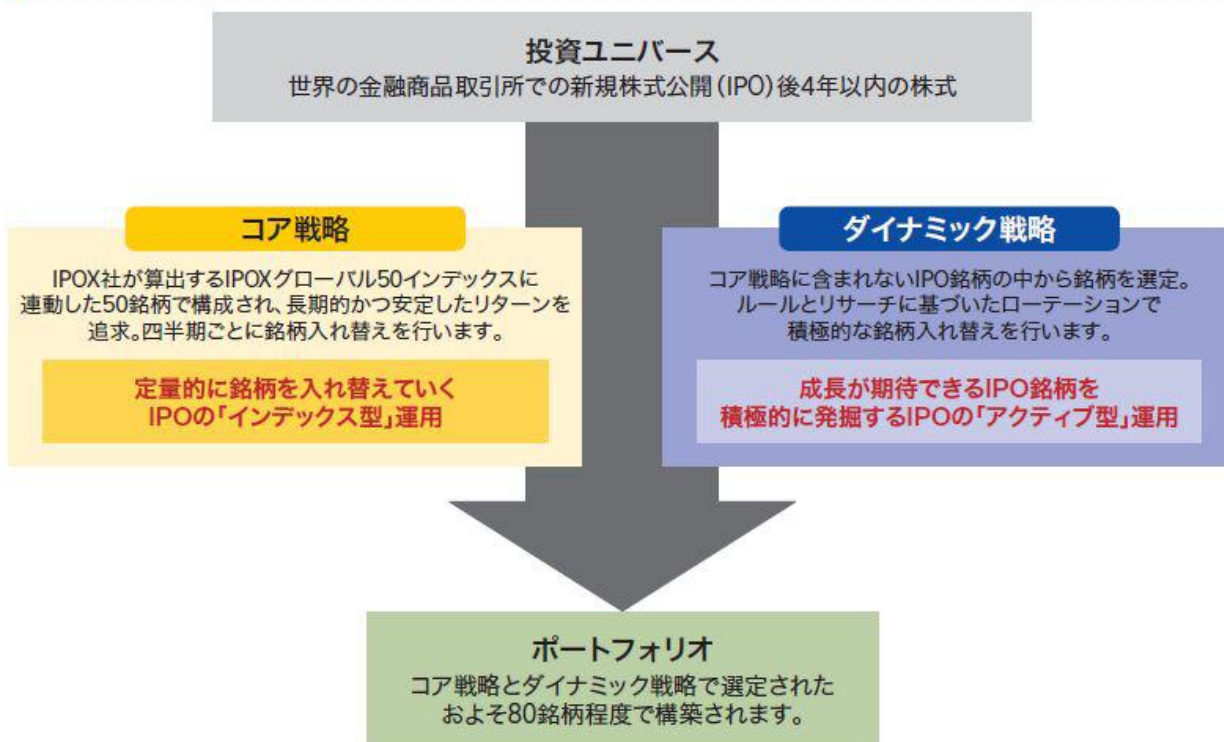 投資ユニバース
世界の金融商品取引所での新規株式公開(IPO)後4年以内の株式
コア戦略
IPOX社が算出するIPOXグローバル50インデックスに
連動した50銘柄で構成され、長期的かつ安定したリターンを
追求。四半期ごとに銘柄入れ替えを行います。
定量的に銘柄を入れ替えていく
IPOの「インデックス型」運用
ダイナミック戦略
コア戦略に含まれないIPO銘柄の中から銘柄を選定。
ルールとリサーチに基づいたローテーションで
積極的な銘柄入れ替えを行います。
成長が期待できるIPO銘柄を
積極的に発掘するIPOの「アクティブ型」運用
ポートフォリオ
コア戦略とダイナミック戦略で選定された
およそ80銘柄程度で構築されます。